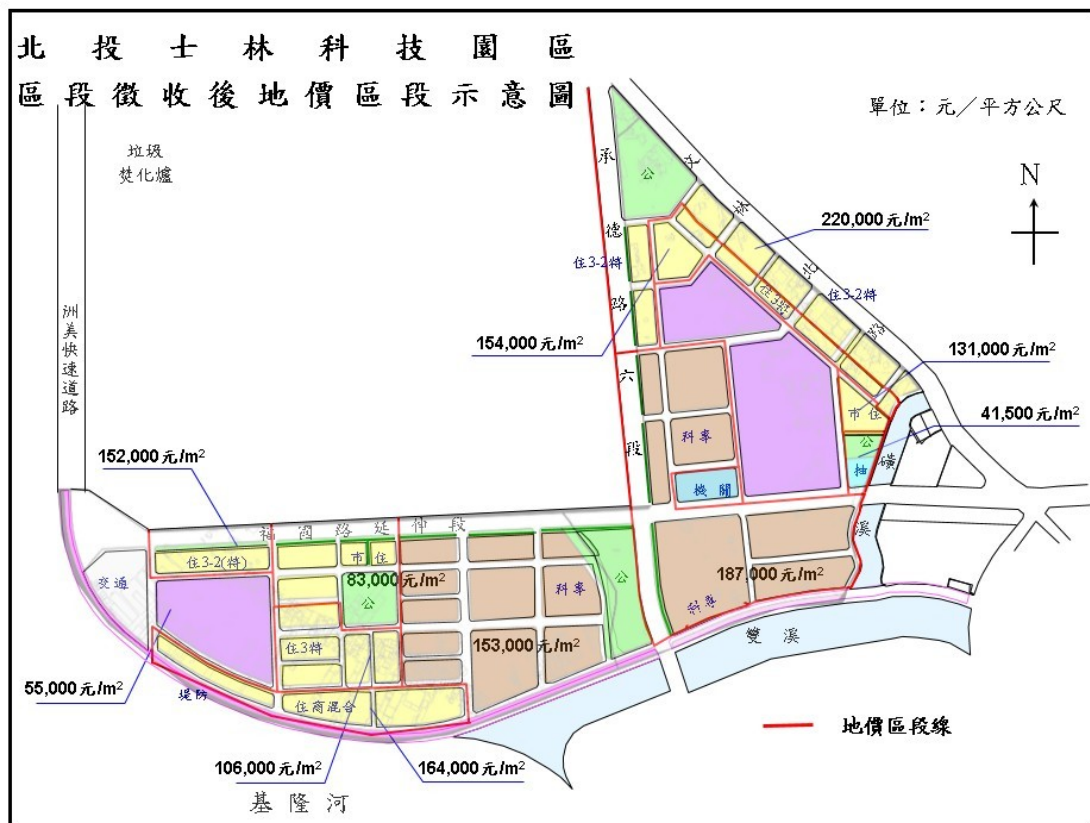 北投士林科技園區
區段徵收後地價區段示意圖
單位：元／平方公尺
垃圾
焚化爐
N
承德路六段
文林北路
公
220,000元/m²
住3-2特
住3-2特
住3特
洲美快速道路
154,000元/m²
131,000元/m²
市 住
41,500元/m²
科專
公
機關
抽
磺溪
152,000元/m²
福國路延伸段
住3-2(特)
市 住
交通
83,000元/m²
公
科專
公
187,000元/m²
科專
雙溪
住3特
153,000元/m²
55,000元/m²
堤防
住商混合
地價區段線
106,000元/m²
164,000元/m²
基隆河